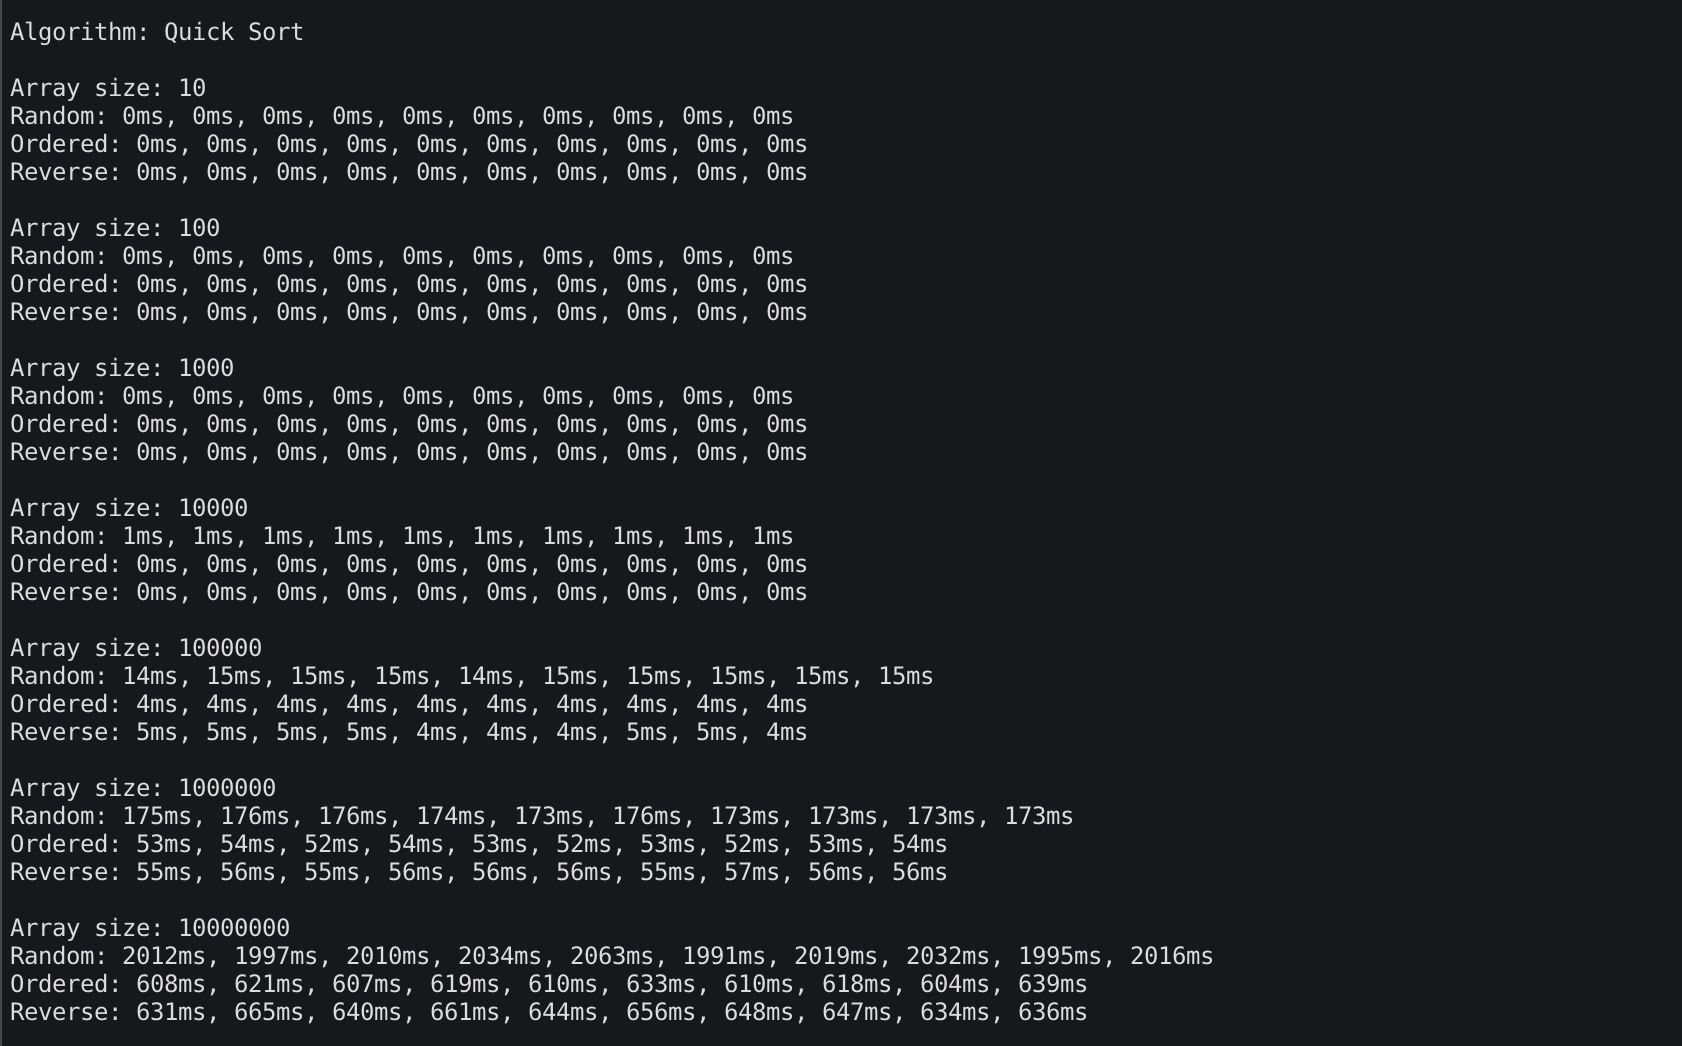 Algorithm: Quick Sort
Array size: 10
Random: 0ms, 0ms, 0ms, 0ms, 0ms, 0ms, 0ms, 0ms, 0ms, 0ms
Ordered: 0ms, 0ms, 0ms, 0ms, 0ms, 0ms, 0ms, 0ms, 0ms, 0ms
Reverse: 0ms, 0ms, 0ms, 0ms, 0ms, 0ms, 0ms, 0ms, 0ms, 0ms
Array size: 100
Random: 0ms, 0ms, 0ms, 0ms, 0ms, 0ms, 0ms, 0ms, 0ms, 0ms
Ordered: 0ms, 0ms, 0ms, 0ms, 0ms, 0ms, 0ms, 0ms, 0ms, 0ms
Reverse: 0ms, 0ms, 0ms, 0ms, 0ms, 0ms, 0ms, 0ms, 0ms, 0ms
Array size: 1000
Random: 0ms, 0ms, 0ms, 0ms, 0ms, 0ms, 0ms, 0ms, 0ms, 0ms
Ordered: 0ms, 0ms, 0ms, 0ms, 0ms, 0ms, 0ms, 0ms, 0ms, 0ms
Reverse: 0ms, 0ms, 0ms, 0ms, 0ms, 0ms, 0ms, 0ms, 0ms, 0ms
Array size: 10000
Random: 1ms, 1ms, 1ms, 1ms, 1ms, 1ms, 1ms, 1ms, 1ms, 1ms
Ordered: 0ms, 0ms, 0ms, 0ms, 0ms, 0ms, 0ms, 0ms, 0ms, 0ms
Reverse: 0ms, 0ms, 0ms, 0ms, 0ms, 0ms, 0ms, 0ms, 0ms, 0ms
Array size: 100000
Random: 14ms, 15ms, 15ms, 15ms, 14ms, 15ms, 15ms, 15ms, 15ms, 15ms
Ordered: 4ms, 4ms, 4ms, 4ms, 4ms, 4ms, 4ms, 4ms, 4ms, 4ms
Reverse: 5ms, 5ms, 5ms, 5ms, 4ms, 4ms, 4ms, 5ms, 5ms, 4ms
Array size: 1000000
Random: 175ms, 176ms, 176ms, 174ms, 173ms, 176ms, 173ms, 173ms, 173ms, 173ms
Ordered: 53ms, 54ms, 52ms, 54ms, 53ms, 52ms, 53ms, 52ms, 53ms, 54ms
Reverse: 55ms, 56ms, 55ms, 56ms, 56ms, 56ms, 55ms, 57ms, 56ms, 56ms
Array size: 10000000
Random: 2012ms, 1997ms, 2010ms, 2034ms, 2063ms, 1991ms, 2019ms, 2032ms, 1995ms, 2016ms
Ordered: 608ms, 621ms, 607ms, 619ms, 610ms, 633ms, 610ms, 618ms, 604ms, 639ms
Reverse: 631ms, 665ms, 640ms, 661ms, 644ms, 656ms, 648ms, 647ms, 634ms, 636ms